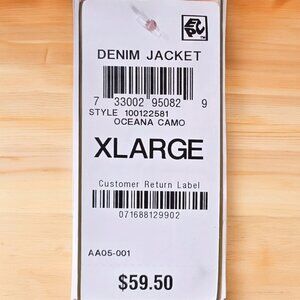 DENIM JACKET
7 33002 95082 9
STYLE 100122581
OCEANA CAMO
XLARGE
Customer Return Label
071688129902
AA05-001
$59.50